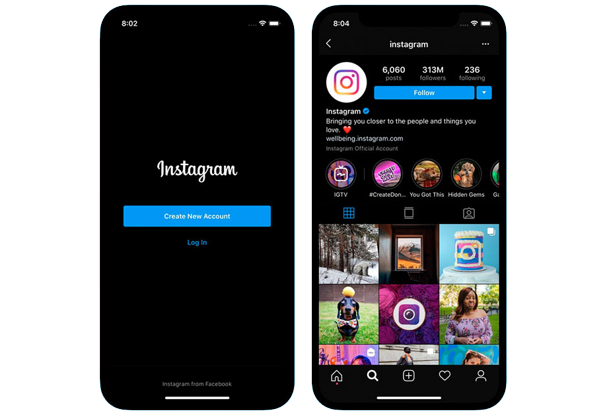 8:02
Instagram
Create New Account
Log In
Instagram from Facebook
8:04
instagram
6,060 313M 236
posts followers following
Follow
Instagram
Bringing you closer to the people and things you
love. ❤️
wellbeing.instagram.com
Instagram Official Account
IGTV #CreateDon... You Got This Hidden Gems Ga